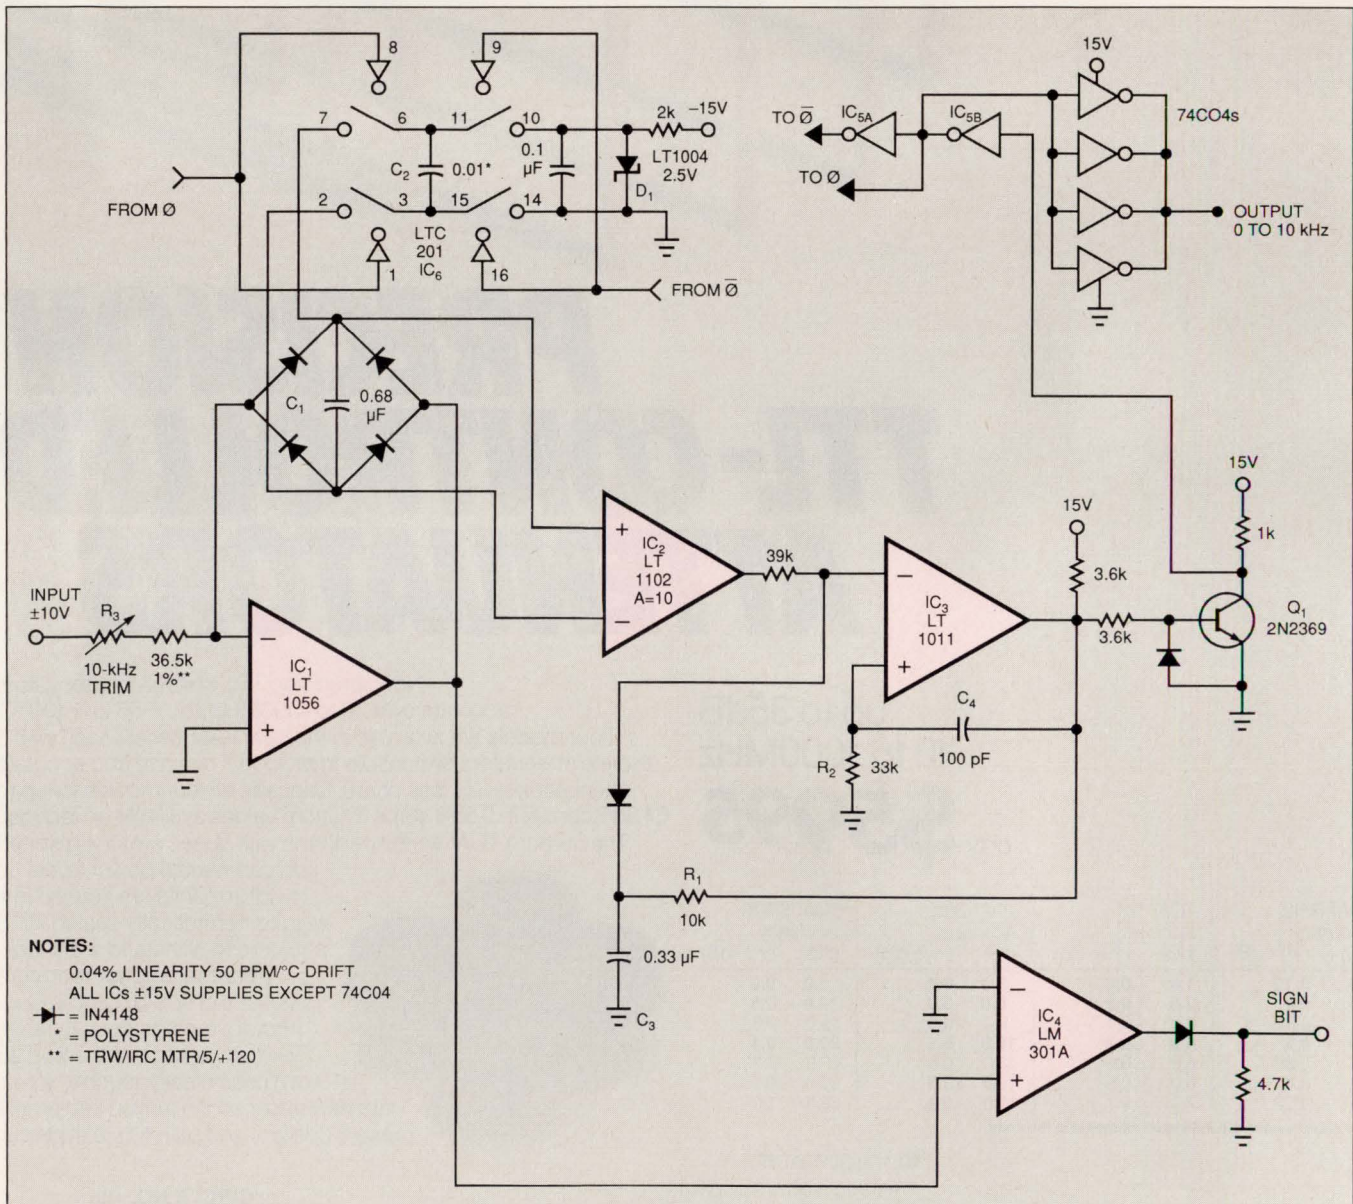 8
9
15V
7
6
11
10
2k
-15V
C2
0.01*
0.1
µF
LT1004
2.5V
D1
TO Ø̅
IC5A
IC5B
74CO4s
TO Ø
FROM Ø
2
3
15
14
LTC
201
IC6
1
16
FROM Ø̅
OUTPUT
0 TO 10 kHz
C1
0.68
µF
INPUT
±10V
R3
10-kHz
TRIM
36.5k
1%**
−
+
IC1
LT
1056
+
−
IC2
LT
1102
A=10
39k
−
+
IC3
LT
1011
15V
3.6k
3.6k
15V
1k
Q1
2N2369
C4
100 pF
R2
33k
R1
10k
0.33 µF
C3
NOTES:
0.04% LINEARITY 50 PPM/°C DRIFT
ALL ICs ±15V SUPPLIES EXCEPT 74C04
= IN4148
* = POLYSTYRENE
** = TRW/IRC MTR/5/+120
−
+
IC4
LM
301A
SIGN
BIT
4.7k